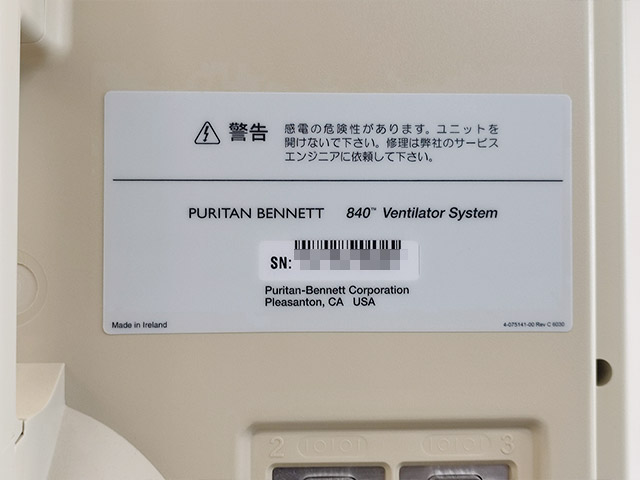 警告
感電の危険性があります。ユニットを
開けないで下さい。修理は弊社のサービス
エンジニアに依頼して下さい。
PURITAN BENNETT 840™ Ventilator System
SN:
Puritan-Bennett Corporation
Pleasanton, CA USA
Made in Ireland
4-075141-00 Rev C 6030
2
3